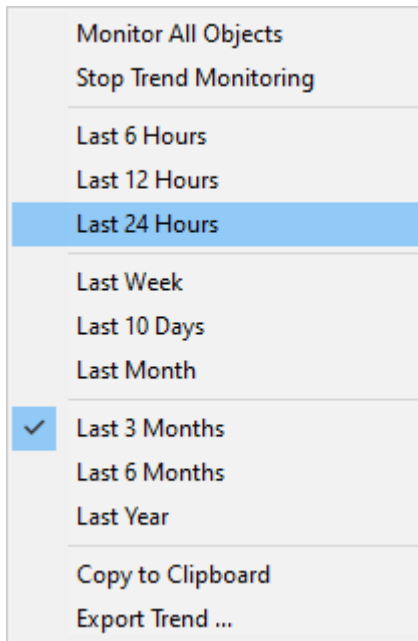 Monitor All Objects
Stop Trend Monitoring
Last 6 Hours
Last 12 Hours
Last 24 Hours
Last Week
Last 10 Days
Last Month
Last 3 Months
Last 6 Months
Last Year
Copy to Clipboard
Export Trend ...